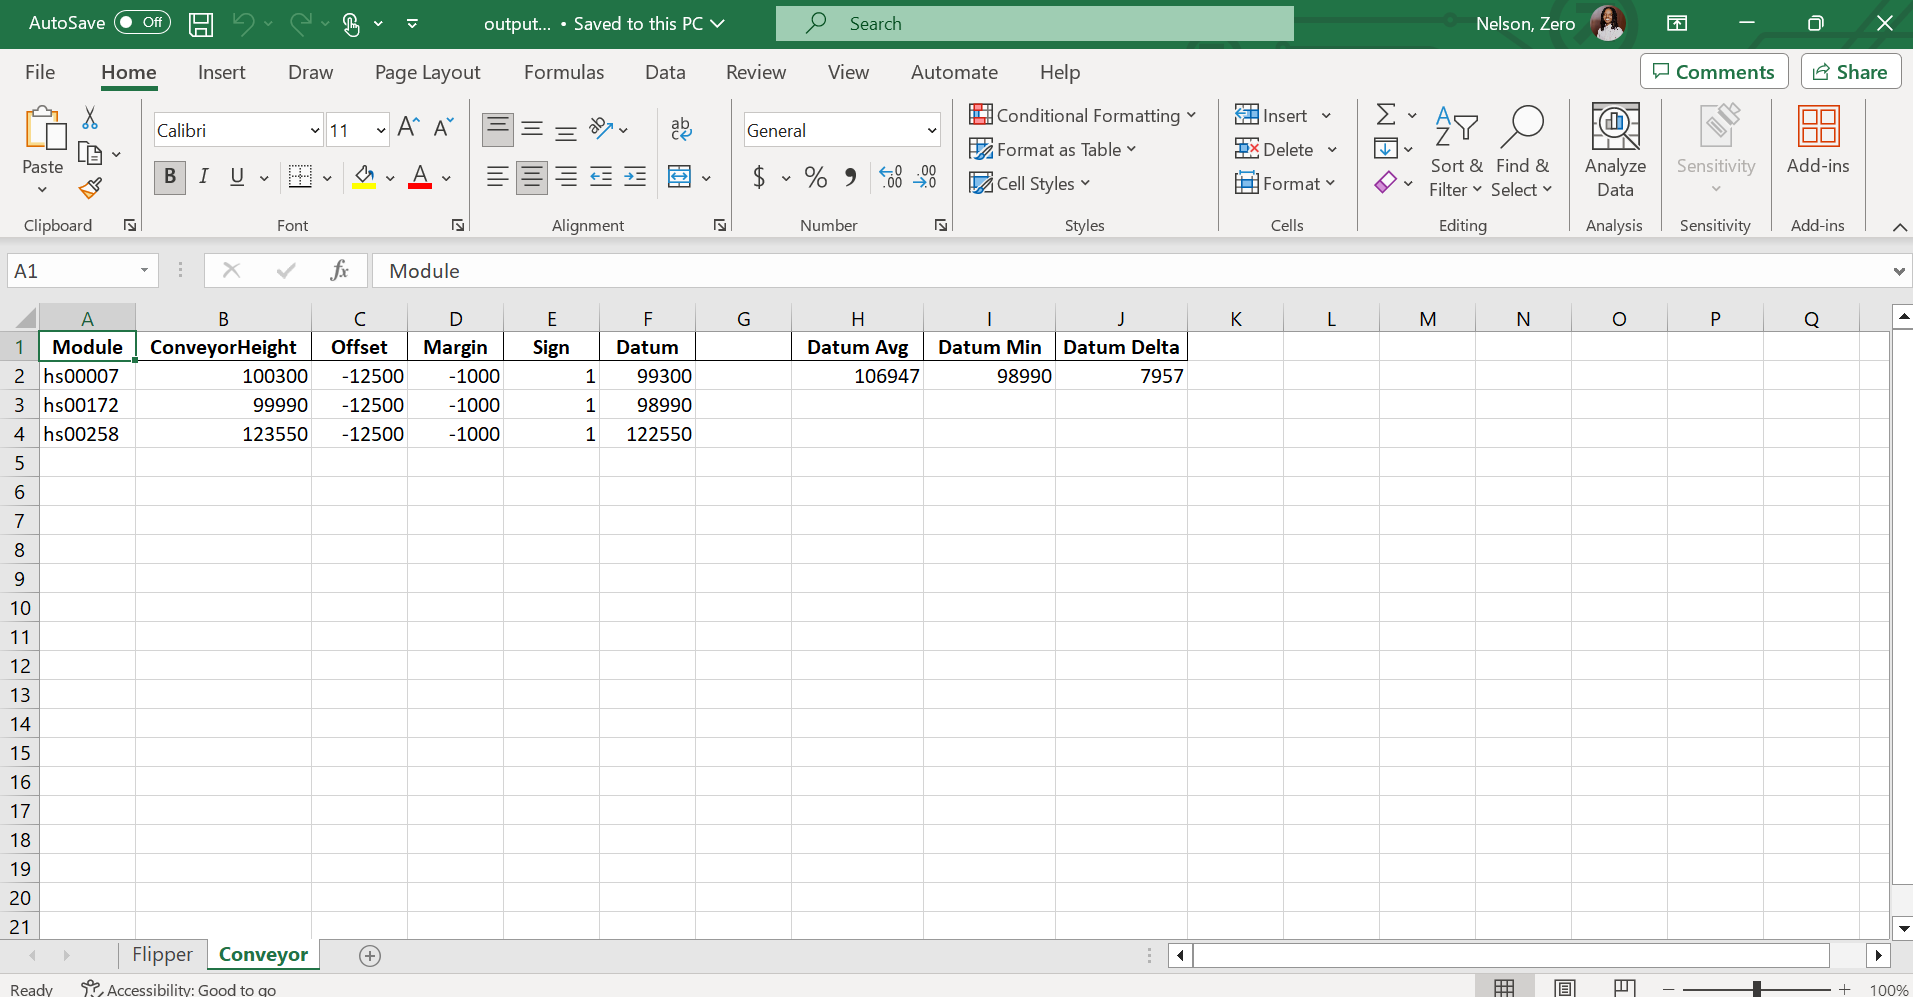 AutoSave Off output... • Saved to this PC Search Nelson, Zero
File Home Insert Draw Page Layout Formulas Data Review View Automate Help Comments Share
Paste
Clipboard
Calibri 11
B I U A
Font
ab
Alignment
General
$ % , .00 .00
Number
Conditional Formatting
Format as Table
Cell Styles
Styles
Insert
Delete
Format
Cells
Sort & Filter
Find & Select
Editing
Analyze Data
Analysis
Sensitivity
Sensitivity
Add-ins
Add-ins
A1 fx Module
A B C D E F G H I J K L M N O P Q
1 Module ConveyorHeight Offset Margin Sign Datum Datum Avg Datum Min Datum Delta
2 hs00007 100300 -12500 -1000 1 99300 106947 98990 7957
3 hs00172 99990 -12500 -1000 1 98990
4 hs00258 123550 -12500 -1000 1 122550
5
6
7
8
9
10
11
12
13
14
15
16
17
18
19
20
21
Flipper Conveyor
Ready Accessibility: Good to go 100%